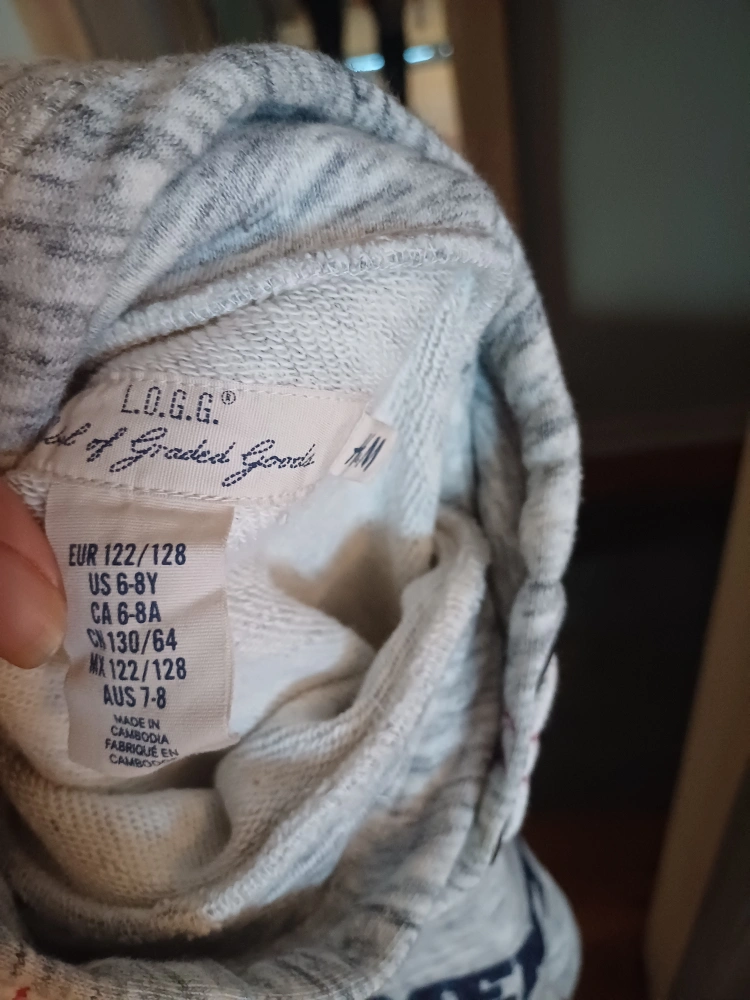 L.O.G.G.®
of Graded Goods
H&M
EUR 122/128
US 6-8Y
CA 6-8A
CN 130/64
MX 122/128
AUS 7-8
MADE IN
CAMBODIA
FABRIQUÉ EN